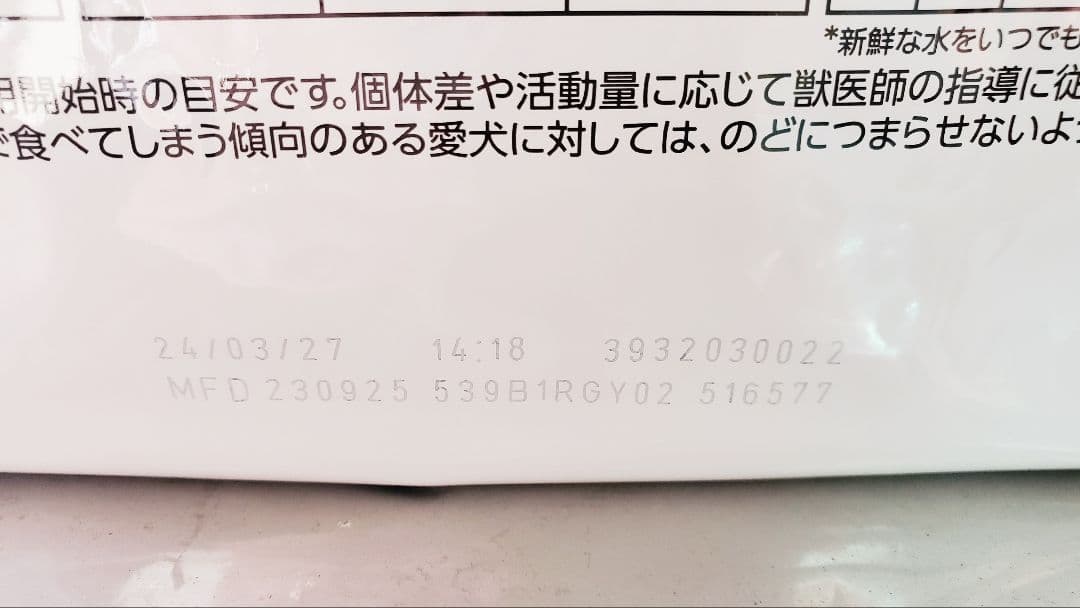 *新鮮な水をいつでも
開始時の目安です。個体差や活動量に応じて獣医師の指導に従
で食べてしまう傾向のある愛犬に対しては、のどにつまらせないよ
24/03/27 14:18 3932030022
MFD 230925 539B1RGY02 516577